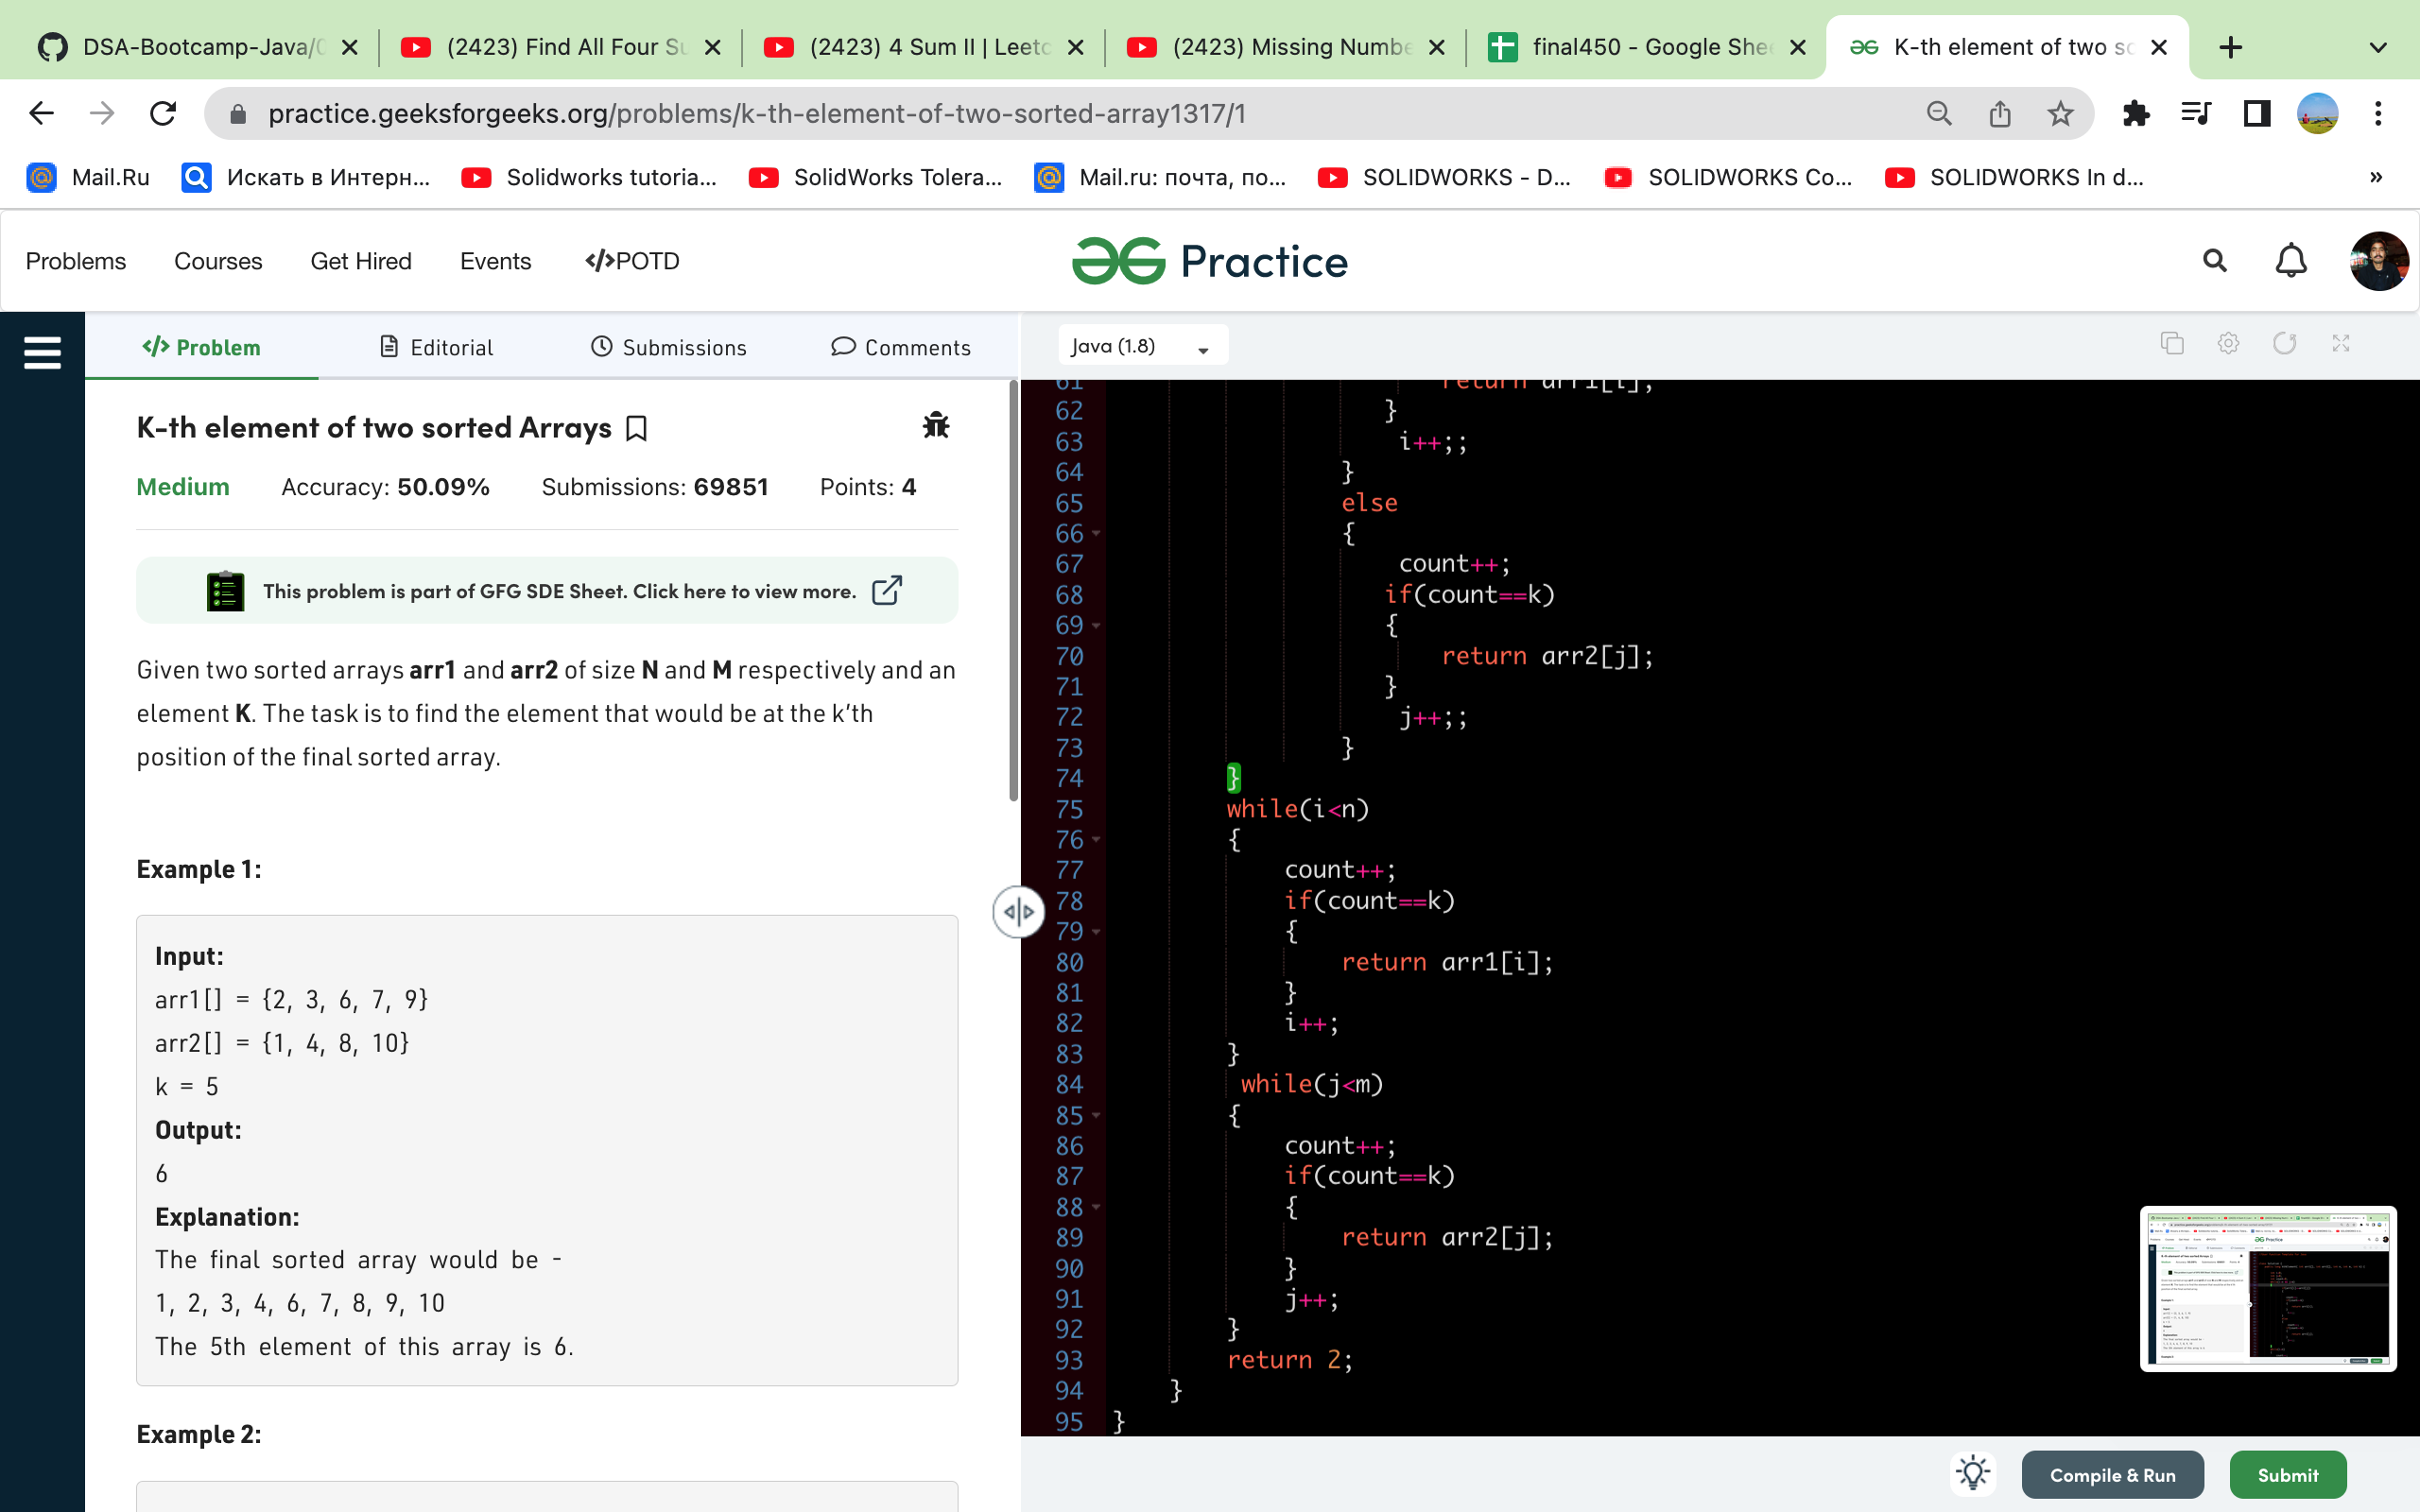 DSA-Bootcamp-Java/
(2423) Find All Four Su
(2423) 4 Sum II | Leetc
(2423) Missing Numbe
final450 - Google She
K-th element of two so
practice.geeksforgeeks.org/problems/k-th-element-of-two-sorted-array1317/1
Mail.Ru
Искать в Интерн...
Solidworks tutoria...
SolidWorks Tolera...
Mail.ru: почта, по...
SOLIDWORKS - D...
SOLIDWORKS Co...
SOLIDWORKS In d...
»
Problems Courses Get Hired Events </>POTD
Practice
</> Problem
Editorial
Submissions
Comments
K-th element of two sorted Arrays
Medium Accuracy: 50.09% Submissions: 69851 Points: 4
This problem is part of GFG SDE Sheet. Click here to view more.
Given two sorted arrays arr1 and arr2 of size N and M respectively and an
element K. The task is to find the element that would be at the k'th
position of the final sorted array.
Example 1:
Input:
arr1[] = {2, 3, 6, 7, 9}
arr2[] = {1, 4, 8, 10}
k = 5
Output:
6
Explanation:
The final sorted array would be -
1, 2, 3, 4, 6, 7, 8, 9, 10
The 5th element of this array is 6.
Example 2:
Java (1.8)
61 return arr1[i];
62 }
63 i++;;
64 }
65 else
66 {
67 count++;
68 if(count==k)
69 {
70 return arr2[j];
71 }
72 j++;;
73 }
74 }
75 while(i<n)
76 {
77 count++;
78 if(count==k)
79 {
80 return arr1[i];
81 }
82 i++;
83 }
84 while(j<m)
85 {
86 count++;
87 if(count==k)
88 {
89 return arr2[j];
90 }
91 j++;
92 }
93 return 2;
94 }
95 }
Compile & Run
Submit